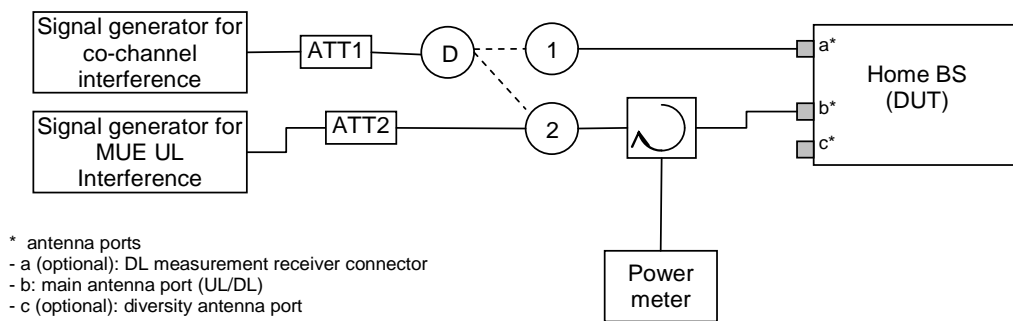 Signal generator for
co-channel
interference
ATT1
D
1
a*
Home BS
(DUT)
Signal generator for
MUE UL
Interference
ATT2
2
b*
c*
* antenna ports
- a (optional): DL measurement receiver connector
- b: main antenna port (UL/DL)
- c (optional): diversity antenna port
Power
meter